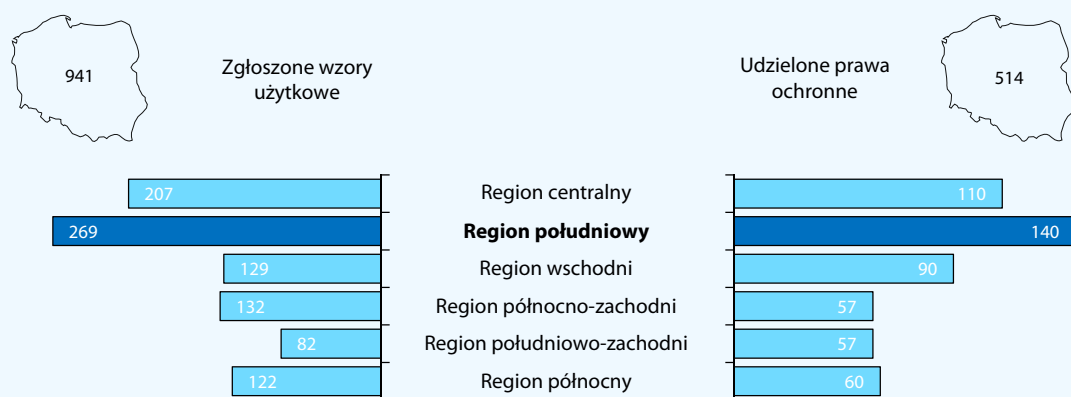 941
Zgłoszone wzory
użytkowe
Udzielone prawa
ochronne
514
207 Region centralny 110
269 Region południowy 140
129 Region wschodni 90
132 Region północno-zachodni 57
82 Region południowo-zachodni 57
122 Region północny 60